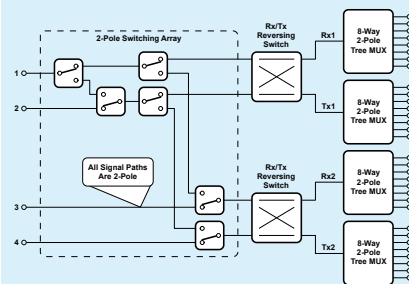 2-Pole Switching Array
Rx/Tx
Reversing
Switch
Rx1
8-Way
2-Pole
Tree MUX
1
2
Tx1
8-Way
2-Pole
Tree MUX
All Signal Paths
Are 2-Pole
Rx/Tx
Reversing
Switch
Rx2
8-Way
2-Pole
Tree MUX
3
4
Tx2
8-Way
2-Pole
Tree MUX